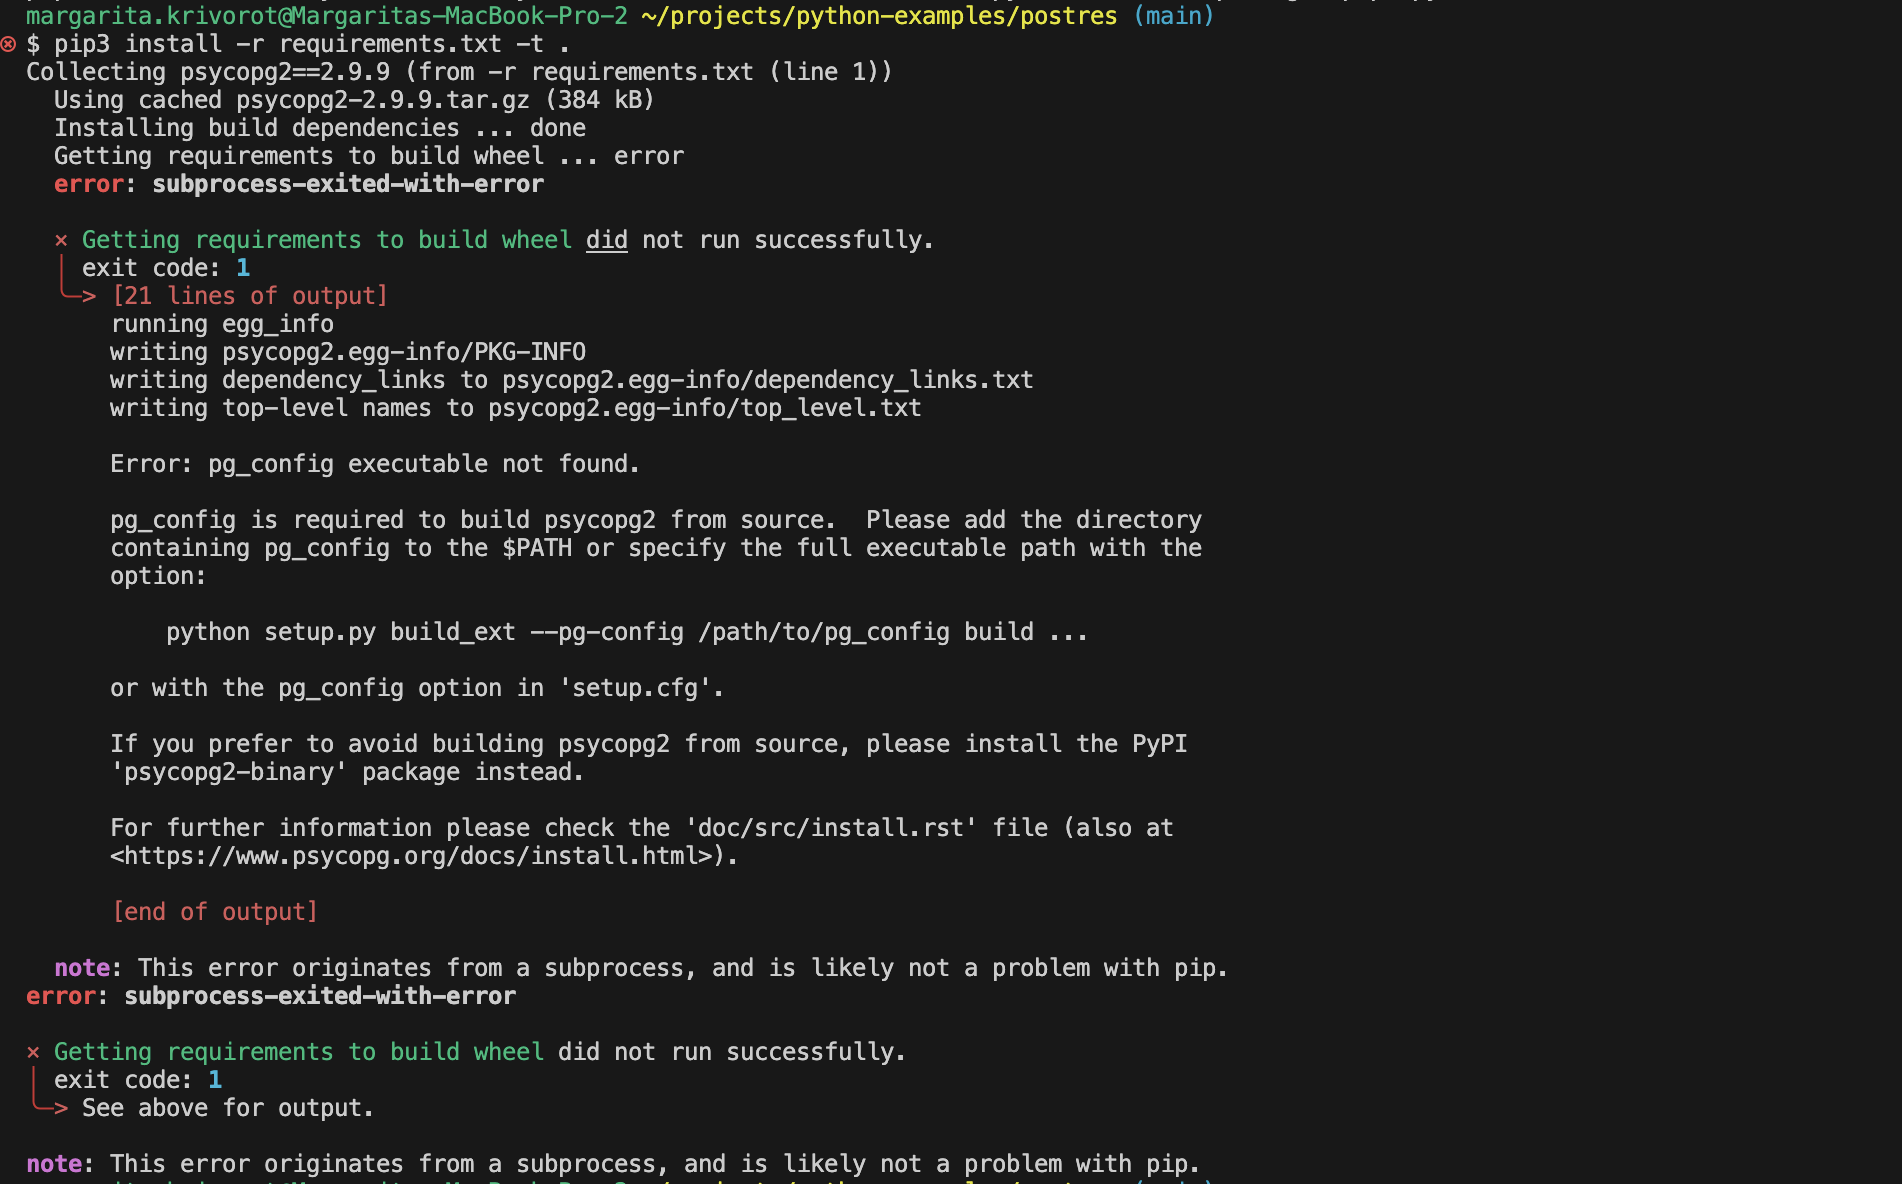 margarita.krivorot@Margaritas-MacBook-Pro-2 ~/projects/python-examples/postres (main)
$ pip3 install -r requirements.txt -t .
Collecting psycopg2==2.9.9 (from -r requirements.txt (line 1))
  Using cached psycopg2-2.9.9.tar.gz (384 kB)
  Installing build dependencies ... done
  Getting requirements to build wheel ... error
  error: subprocess-exited-with-error

  × Getting requirements to build wheel did not run successfully.
  │ exit code: 1
  ╰─> [21 lines of output]
      running egg_info
      writing psycopg2.egg-info/PKG-INFO
      writing dependency_links to psycopg2.egg-info/dependency_links.txt
      writing top-level names to psycopg2.egg-info/top_level.txt

      Error: pg_config executable not found.

      pg_config is required to build psycopg2 from source.  Please add the directory
      containing pg_config to the $PATH or specify the full executable path with the
      option:

          python setup.py build_ext --pg-config /path/to/pg_config build ...

      or with the pg_config option in 'setup.cfg'.

      If you prefer to avoid building psycopg2 from source, please install the PyPI
      'psycopg2-binary' package instead.

      For further information please check the 'doc/src/install.rst' file (also at
      <https://www.psycopg.org/docs/install.html>).

      [end of output]

  note: This error originates from a subprocess, and is likely not a problem with pip.
error: subprocess-exited-with-error

× Getting requirements to build wheel did not run successfully.
│ exit code: 1
╰─> See above for output.

note: This error originates from a subprocess, and is likely not a problem with pip.